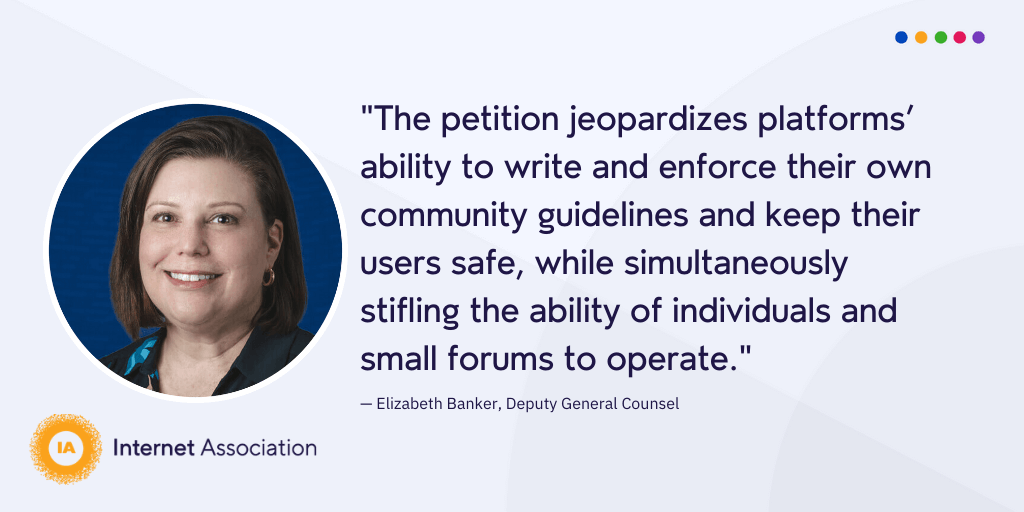 "The petition jeopardizes platforms’
ability to write and enforce their own
community guidelines and keep their
users safe, while simultaneously
stifling the ability of individuals and
small forums to operate."
— Elizabeth Banker, Deputy General Counsel
IA
Internet Association